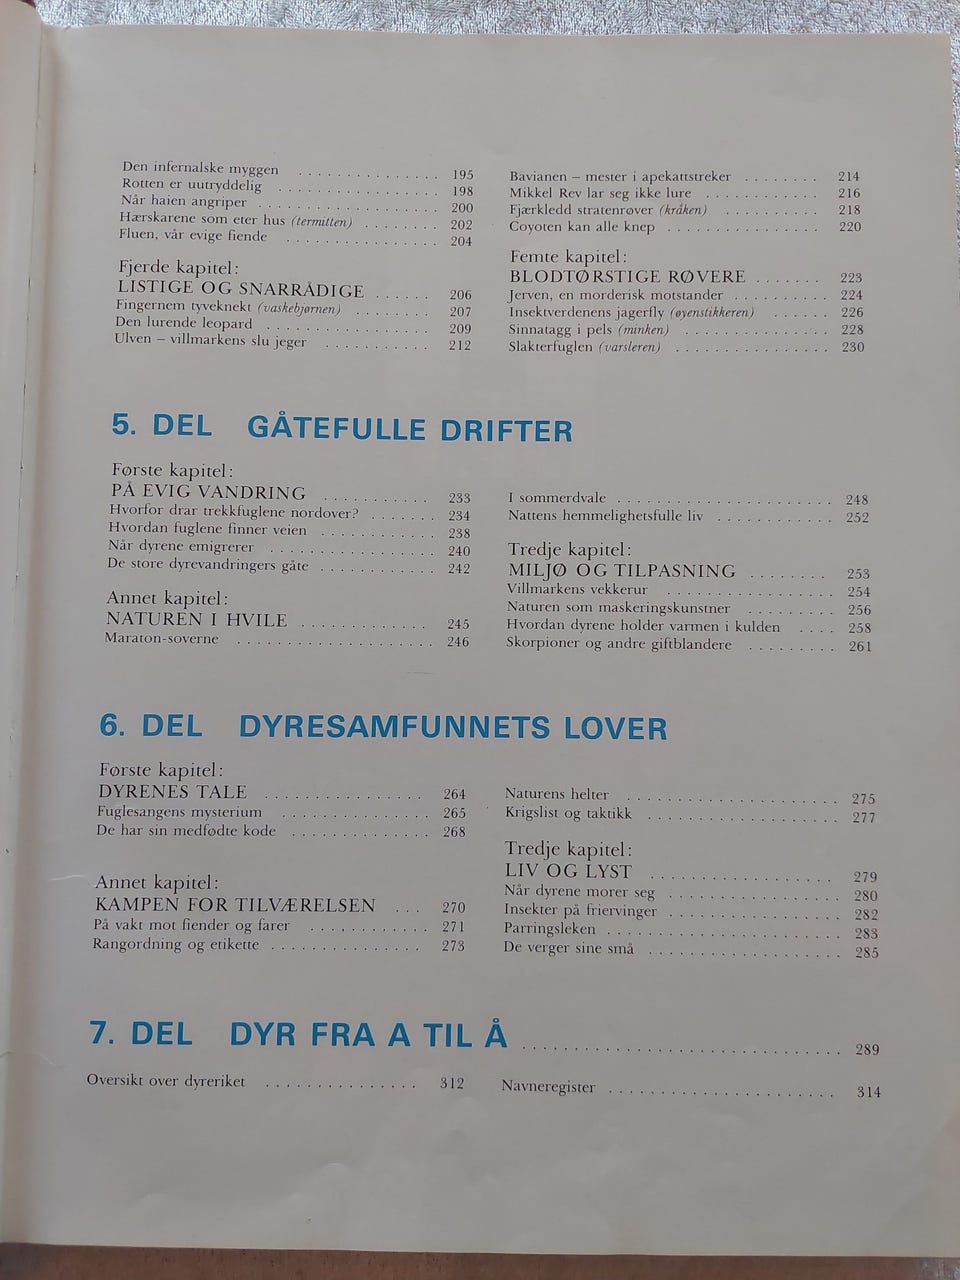 Den infernalske myggen . . . . . . . . . . . . . . 195
Rotten er uutryddelig . . . . . . . . . . . . . . . . 198
Når haien angriper . . . . . . . . . . . . . . . . . . 200
Hærskarene som eter hus (termitten) . . . . . . . 202
Fluen, vår evige fiende . . . . . . . . . . . . . . . 204
Fjerde kapitel:
LISTIGE OG SNARRÅDIGE . . . . . . 206
Fingernem tyveknekt (vaskebjørnen) . . . . . . . . 207
Den lurende leopard . . . . . . . . . . . . . . . . 209
Ulven – villmarkens slu jeger . . . . . . . . . . . 212
Bavianen – mester i apekattstreker . . . . . . . . 214
Mikkel Rev lar seg ikke lure . . . . . . . . . . . . 216
Fjærkledd stratenrøver (kråken) . . . . . . . . . . 218
Coyoten kan alle knep . . . . . . . . . . . . . . . . 220
Femte kapitel:
BLODTØRSTIGE RØVERE . . . . . . . 223
Jerven, en morderisk motstander . . . . . . . . . . 224
Insektverdenens jagerfly (øyenstikkeren) . . . . . . 226
Sinnatagg i pels (minken) . . . . . . . . . . . . . . 228
Slakterfuglen (varsleren) . . . . . . . . . . . . . . . . 230
5. DEL GÅTEFULLE DRIFTER
Første kapitel:
PÅ EVIG VANDRING . . . . . . . . . . . 233
Hvorfor drar trekkfuglene nordover? . . . . . . . 234
Hvordan fuglene finner veien . . . . . . . . . . . . 238
Når dyrene emigrerer . . . . . . . . . . . . . . . . . 240
De store dyrevandringers gåte . . . . . . . . . . . . 242
Annet kapitel:
NATUREN I HVILE . . . . . . . . . . . . . 245
Maraton-soverne . . . . . . . . . . . . . . . . . . . . 246
I sommerdvale . . . . . . . . . . . . . . . . . . . . . 248
Nattens hemmelighetsfulle liv . . . . . . . . . . . . 252
Tredje kapitel:
MILJØ OG TILPASNING . . . . . . . . 253
Villmarkens vekkerur . . . . . . . . . . . . . . . . . 254
Naturen som maskeringskunstner . . . . . . . . . 256
Hvordan dyrene holder varmen i kulden . . . . 258
Skorpioner og andre giftblandere . . . . . . . . . 261
6. DEL DYRESAMFUNNETS LOVER
Første kapitel:
DYRENES TALE . . . . . . . . . . . . . . . . 264
Fuglesangens mysterium . . . . . . . . . . . . . . . 265
De har sin medfødte kode . . . . . . . . . . . . . . 268
Annet kapitel:
KAMPEN FOR TILVÆRELSEN . . . 270
På vakt mot fiender og farer . . . . . . . . . . . . 271
Rangordning og etikette . . . . . . . . . . . . . . . 273
Naturens helter . . . . . . . . . . . . . . . . . . . . . 275
Krigslist og taktikk . . . . . . . . . . . . . . . . . . . 277
Tredje kapitel:
LIV OG LYST . . . . . . . . . . . . . . . . . . 279
Når dyrene morer seg . . . . . . . . . . . . . . . . . 280
Insekter på friervinger . . . . . . . . . . . . . . . . . 282
Parringsleken . . . . . . . . . . . . . . . . . . . . . . . 283
De verger sine små . . . . . . . . . . . . . . . . . . . 285
7. DEL DYR FRA A TIL Å . . . . . . . . . . . . . . . . . . . . . . . . . . . . . . . 289
Oversikt over dyreriket . . . . . . . . . . . . . . . 312
Navneregister . . . . . . . . . . . . . . . . . . . . . . 314